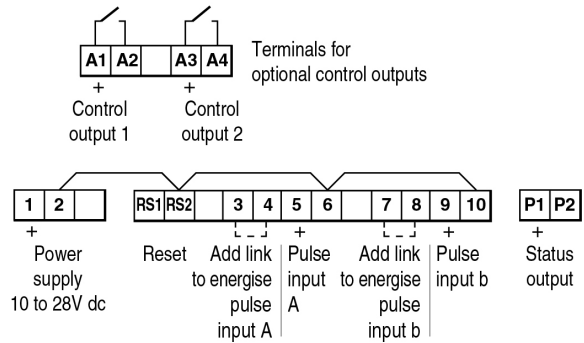 A1 A2 A3 A4
Terminals for
optional control outputs
+ +
Control
output 1
Control
output 2
1 2 RS1 RS2 3 4 5 6 7 8 9 10 P1 P2
+ + + +
Power
supply
10 to 28V dc
Reset
Add link
to energise
pulse
input A
Pulse
input
A
Add link
to energise
pulse
input b
Pulse
input b
Status
output